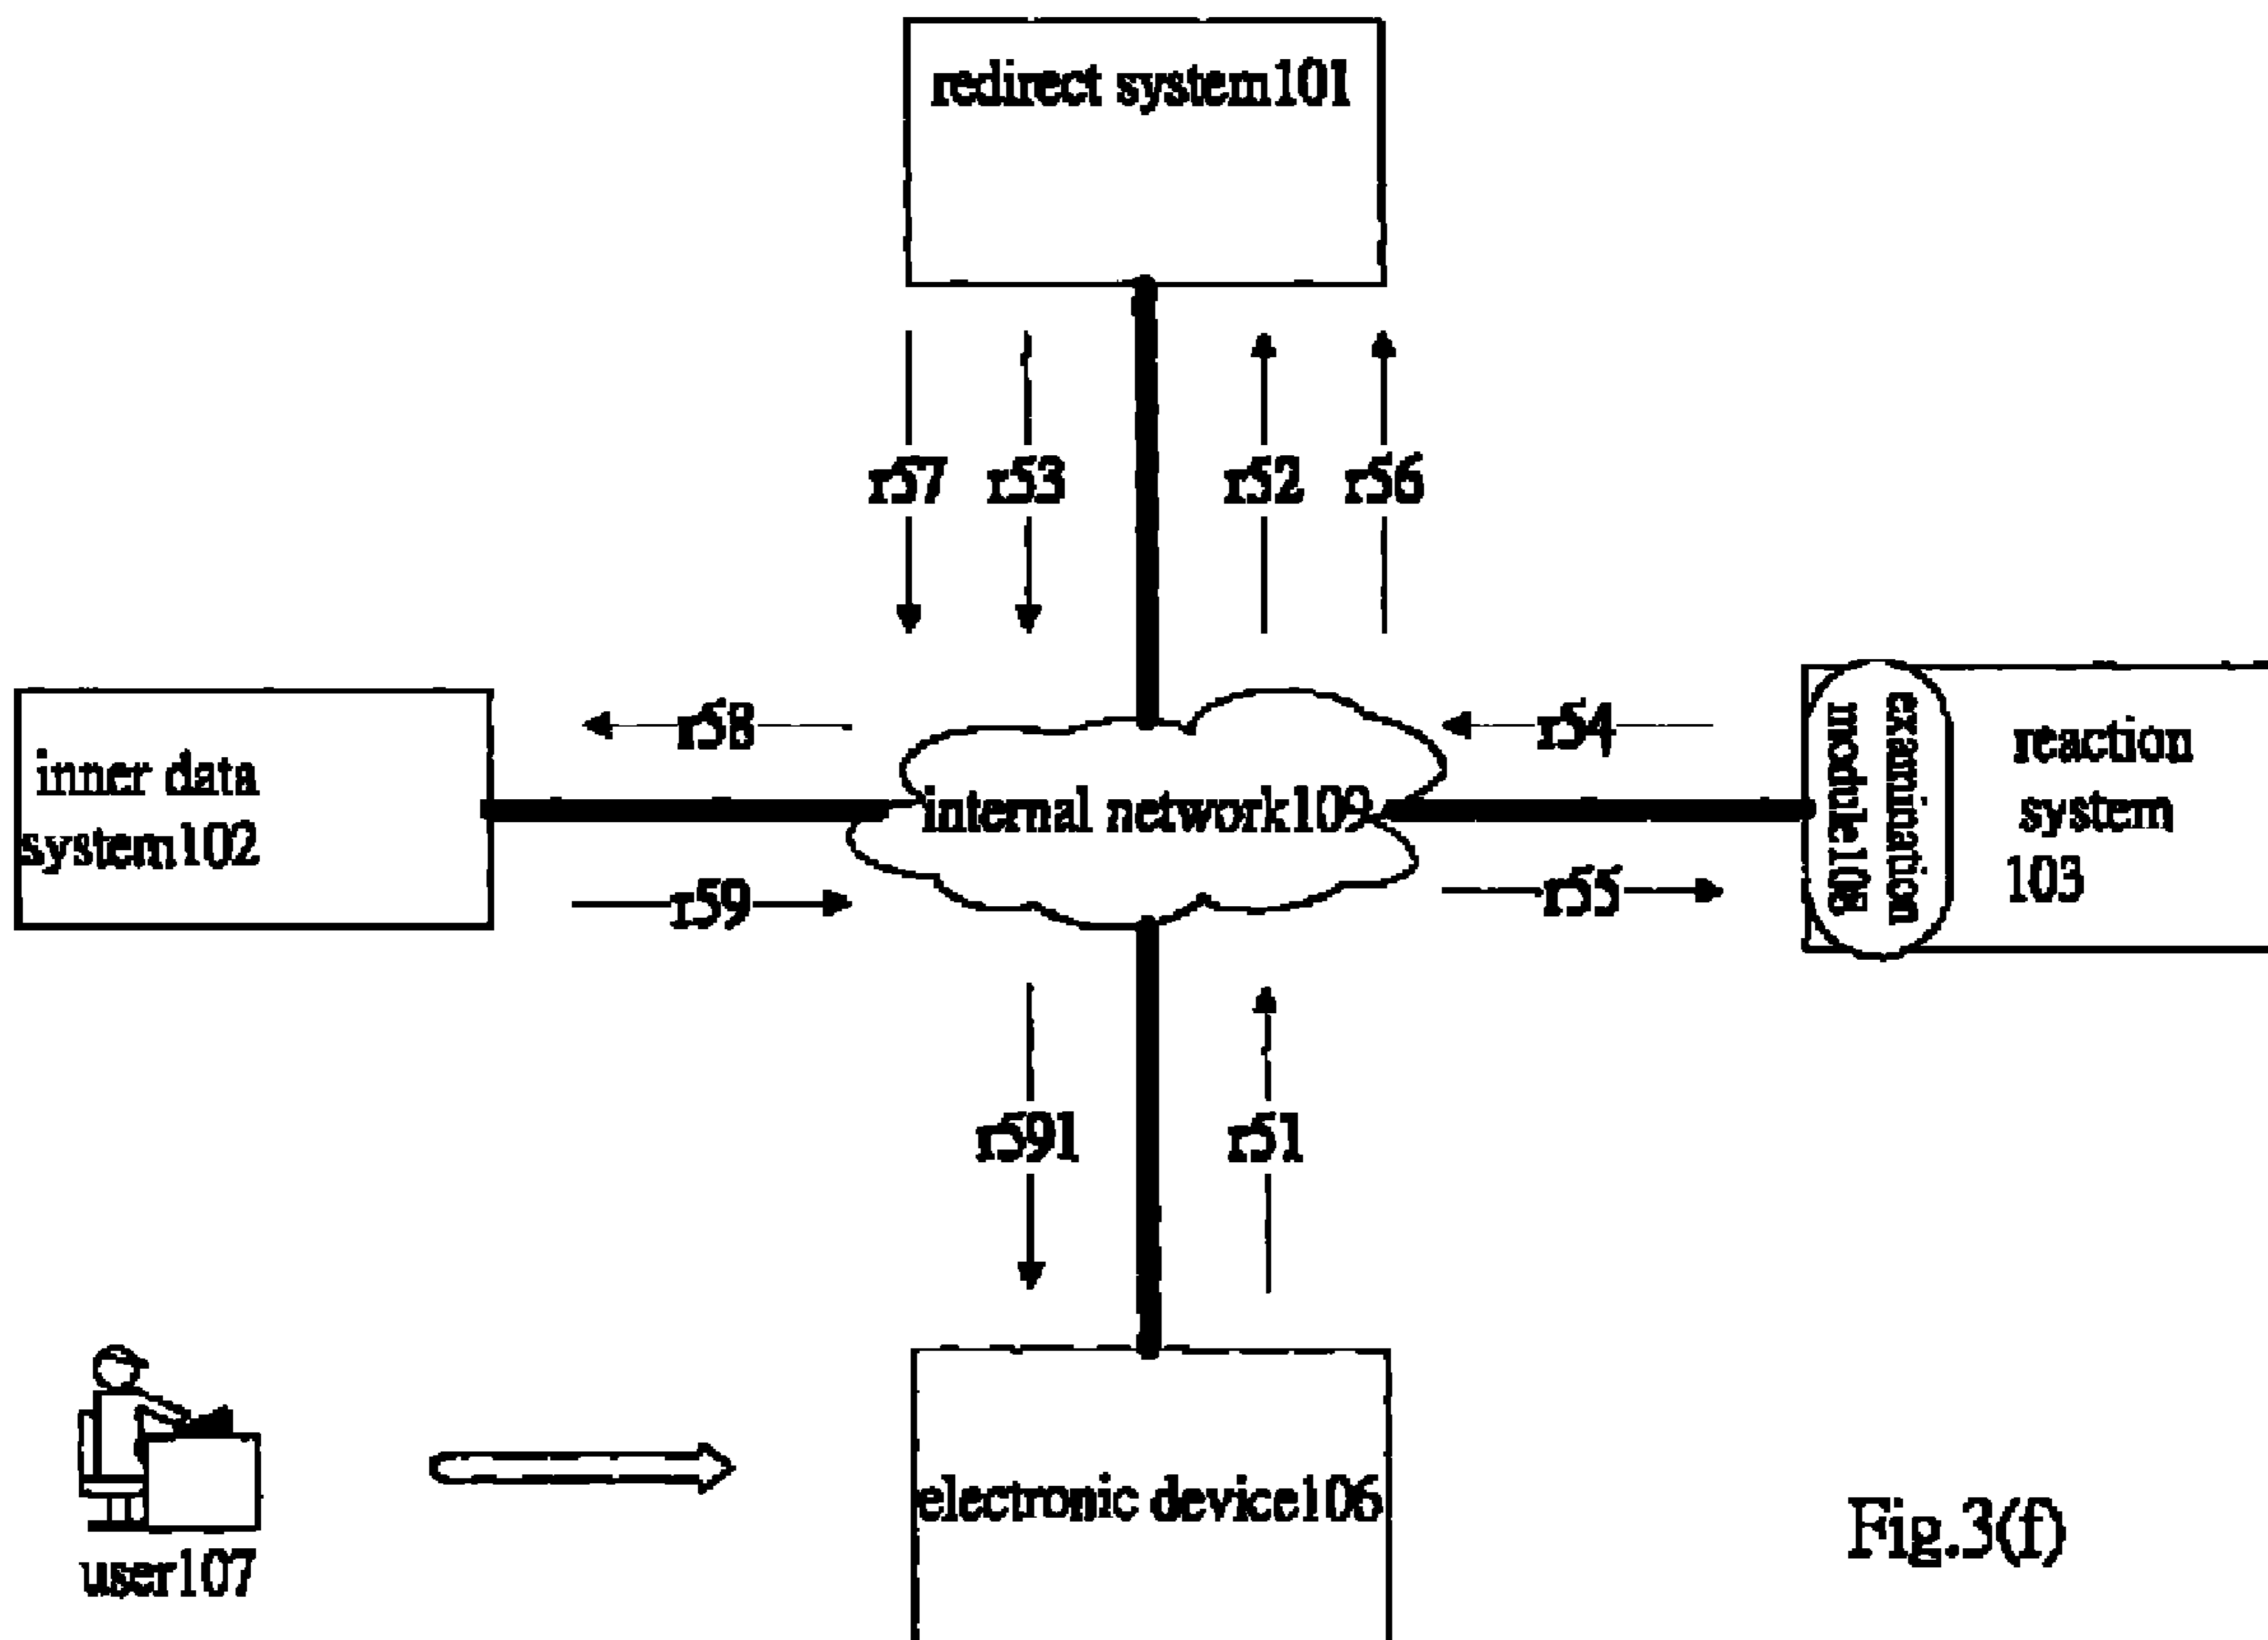 redirect system101
r57 r53 r52 r56
r58 r54
inner data
system102
internal network109
examination
reaction
system
103
r59 r55
r591 r51
electronic device106
user107
Fig.3(f)